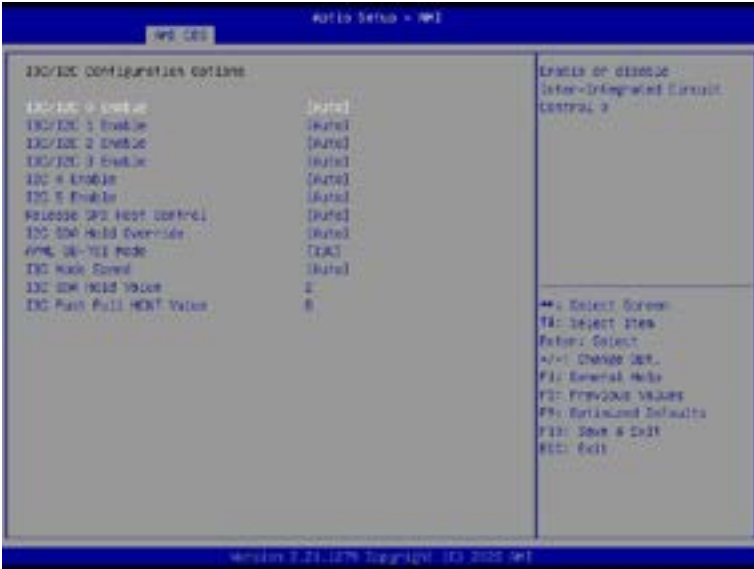 Aptio Setup - AMI
AMD CBS
I3C/I2C Configuration Options
I3C/I2C 0 Enable [Auto]
I3C/I2C 1 Enable [Auto]
I3C/I2C 2 Enable [Auto]
I3C/I2C 3 Enable [Auto]
I2C 4 Enable [Auto]
I2C 5 Enable [Auto]
Release SPD Host Control [Auto]
I2C SDA Hold Override [Auto]
APML SB-TSI Mode [I3C]
I3C Mode Speed [Auto]
I3C SDA Hold Value 2
I3C Push Pull HCNT Value 8
Enable or disable
Inter-Integrated Circuit
Control 0
: Select Screen
: Select Item
Enter: Select
+/-: Change Opt.
F1: General Help
F2: Previous Values
F9: Optimized Defaults
F10: Save & Exit
ESC: Exit
Version Copyright (C) 2025 AMI